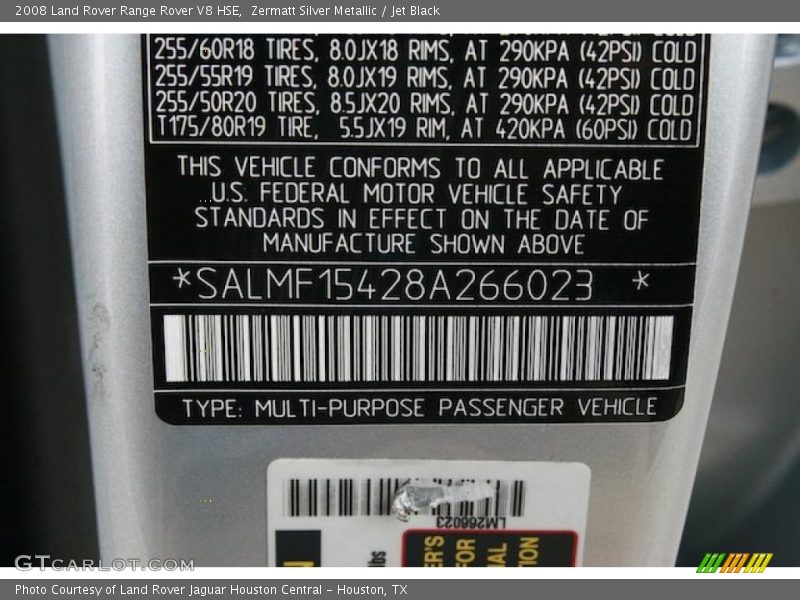 2008 Land Rover Range Rover V8 HSE,  Zermatt Silver Metallic / Jet Black
255/60R18 TIRES, 8.0JX18 RIMS, AT 290KPA (42PSI) COLD
255/55R19 TIRES, 8.0JX19 RIMS, AT 290KPA (42PSI) COLD
255/50R20 TIRES, 8.5JX20 RIMS, AT 290KPA (42PSI) COLD
T175/80R19 TIRE, 5.5JX19 RIM, AT 420KPA (60PSI) COLD
THIS VEHICLE CONFORMS TO ALL APPLICABLE
U.S. FEDERAL MOTOR VEHICLE SAFETY
STANDARDS IN EFFECT ON THE DATE OF
MANUFACTURE SHOWN ABOVE
*SALMF15428A266023 *
TYPE: MULTI-PURPOSE PASSENGER VEHICLE
LM266023
GTCARLOT.COM
Photo Courtesy of Land Rover Jaguar Houston Central - Houston, TX